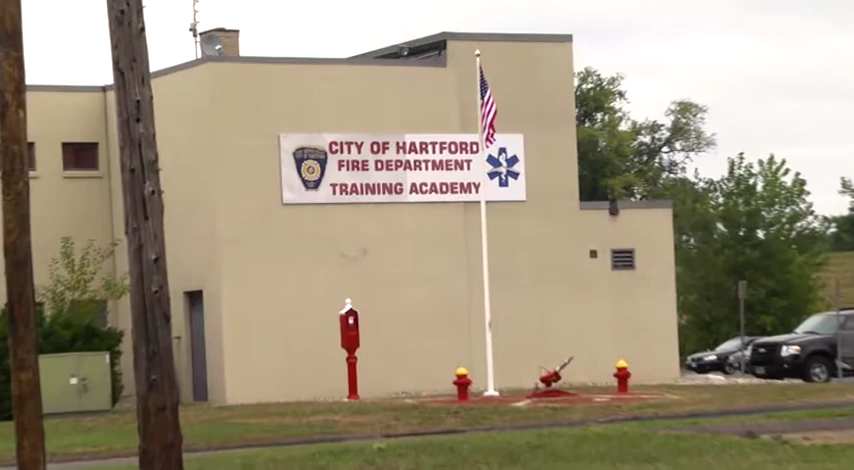 CITY OF HARTFORD
FIRE DEPARTMENT
TRAINING ACADEMY